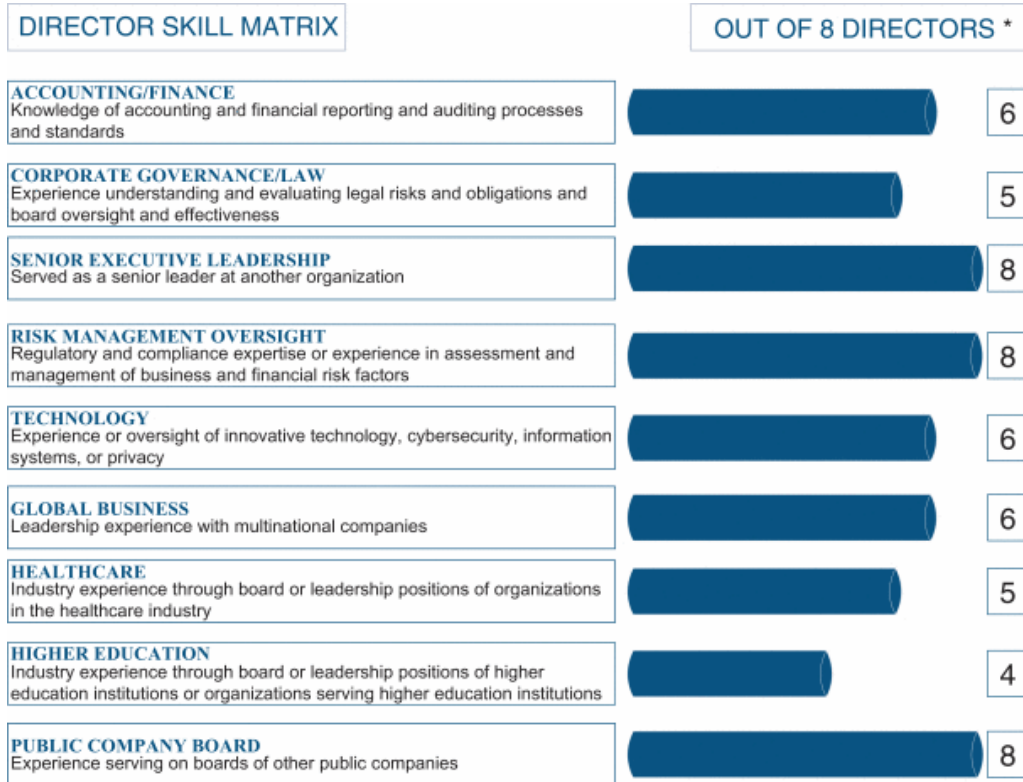 DIRECTOR SKILL MATRIX
OUT OF 8 DIRECTORS *
ACCOUNTING/FINANCE
Knowledge of accounting and financial reporting and auditing processes
and standards
6
CORPORATE GOVERNANCE/LAW
Experience understanding and evaluating legal risks and obligations and
board oversight and effectiveness
5
SENIOR EXECUTIVE LEADERSHIP
Served as a senior leader at another organization
8
RISK MANAGEMENT OVERSIGHT
Regulatory and compliance expertise or experience in assessment and
management of business and financial risk factors
8
TECHNOLOGY
Experience or oversight of innovative technology, cybersecurity, information
systems, or privacy
6
GLOBAL BUSINESS
Leadership experience with multinational companies
6
HEALTHCARE
Industry experience through board or leadership positions of organizations
in the healthcare industry
5
HIGHER EDUCATION
Industry experience through board or leadership positions of higher
education institutions or organizations serving higher education institutions
4
PUBLIC COMPANY BOARD
Experience serving on boards of other public companies
8